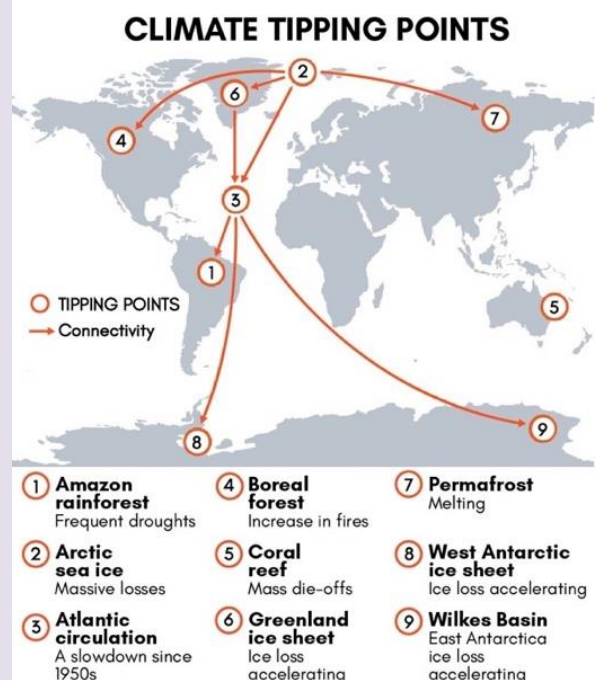 CLIMATE TIPPING POINTS
2
6
4
7
3
1
5
TIPPING POINTS
Connectivity
8
9
1 Amazon
rainforest
Frequent droughts
2 Arctic
sea ice
Massive losses
3 Atlantic
circulation
A slowdown since
1950s
4 Boreal
forest
Increase in fires
5 Coral
reef
Mass die-offs
6 Greenland
ice sheet
Ice loss
accelerating
7 Permafrost
Melting
8 West Antarctic
ice sheet
Ice loss accelerating
9 Wilkes Basin
East Antarctica
ice loss
accelerating